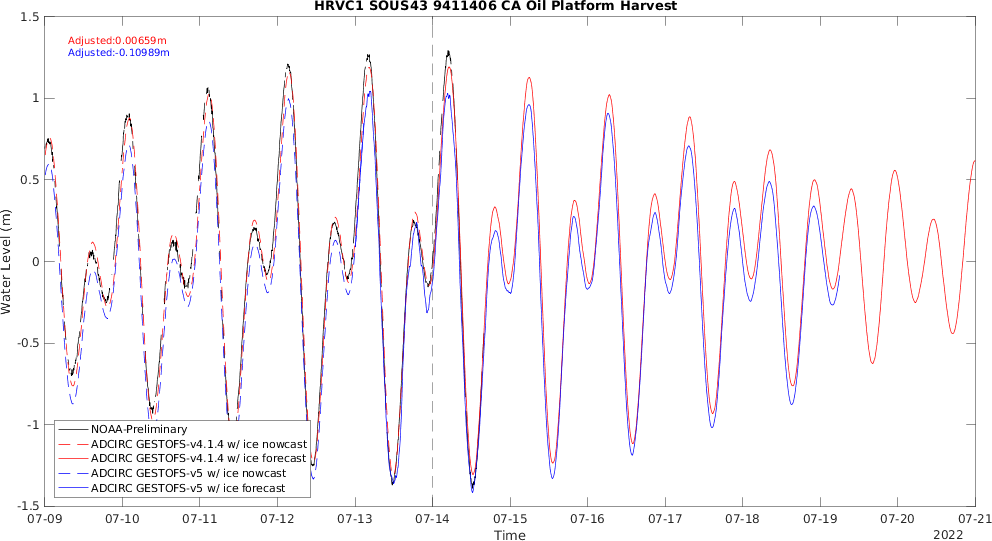 HRVC1 SOUS43 9411406 CA Oil Platform Harvest
Adjusted:0.00659m
Adjusted:-0.10989m
1.5
1
0.5
0
-0.5
-1
-1.5
Water Level (m)
NOAA-Preliminary
ADCIRC GESTOFS-v4.1.4 w/ ice nowcast
ADCIRC GESTOFS-v4.1.4 w/ ice forecast
ADCIRC GESTOFS-v5 w/ ice nowcast
ADCIRC GESTOFS-v5 w/ ice forecast
07-09 07-10 07-11 07-12 07-13 07-14 07-15 07-16 07-17 07-18 07-19 07-20 07-21
Time
2022